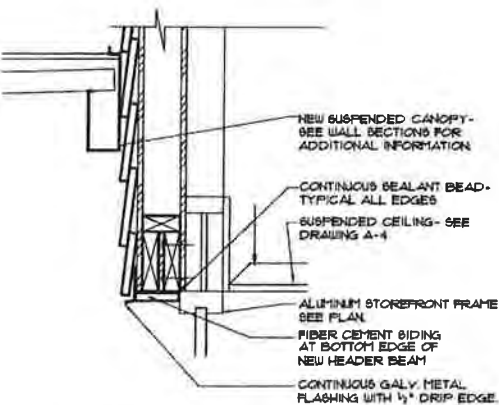 NEW SUSPENDED CANOPY-
SEE WALL SECTIONS FOR
ADDITIONAL INFORMATION
CONTINUOUS SEALANT BEAD-
TYPICAL ALL EDGES
SUSPENDED CEILING- SEE
DRAWING A-4
ALUMINUM STOREFRONT FRAME
SEE PLAN.
FIBER CEMENT SIDING
AT BOTTOM EDGE OF
NEW HEADER BEAM
CONTINUOUS GALV. METAL
FLASHING WITH ½" DRIP EDGE.